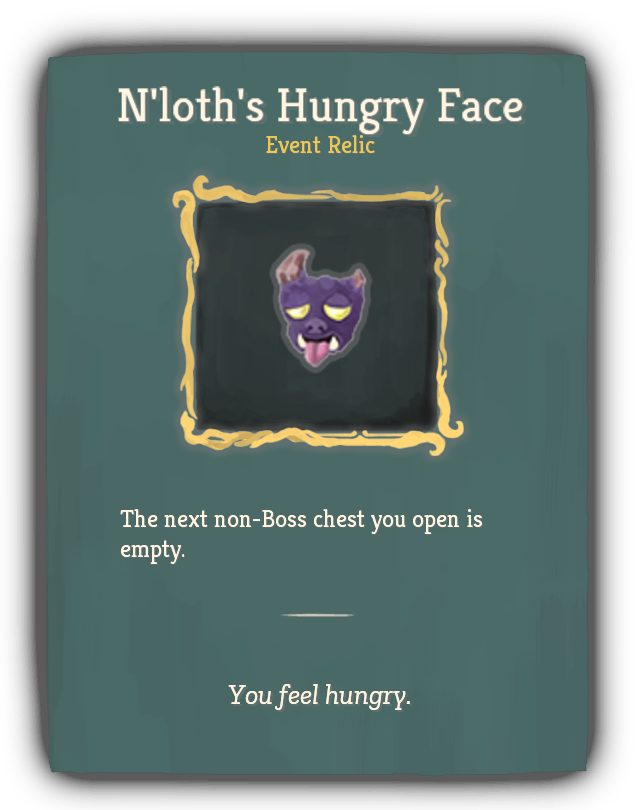 N'loth's Hungry Face
Event Relic
The next non-Boss chest you open is
empty.
You feel hungry.